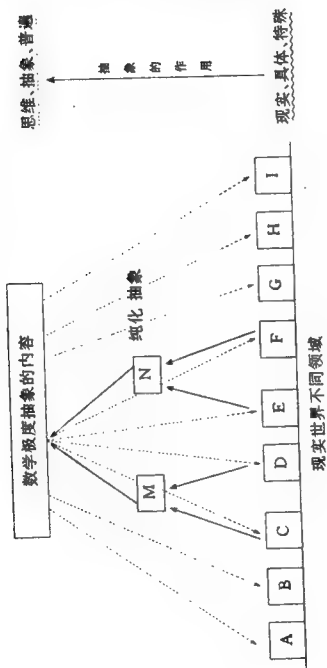 思维、抽象、普遍
抽象的作用
现实、具体、特殊
数学极度抽象的内容
纯化 抽象
M
N
A
B
C
D
E
F
G
H
I
现实世界不同领域